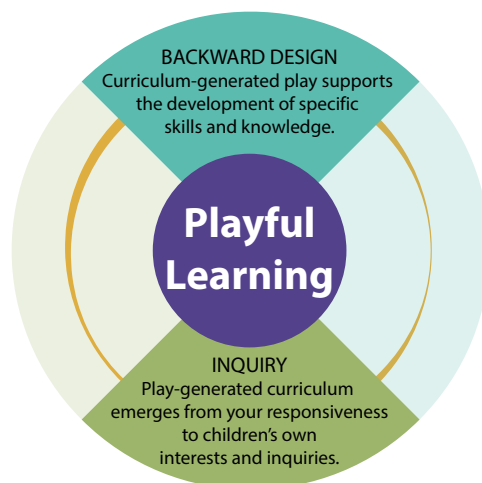 BACKWARD DESIGN
Curriculum-generated play supports
the development of specific
skills and knowledge.
Playful
Learning
INQUIRY
Play-generated curriculum
emerges from your responsiveness
to children’s own
interests and inquiries.